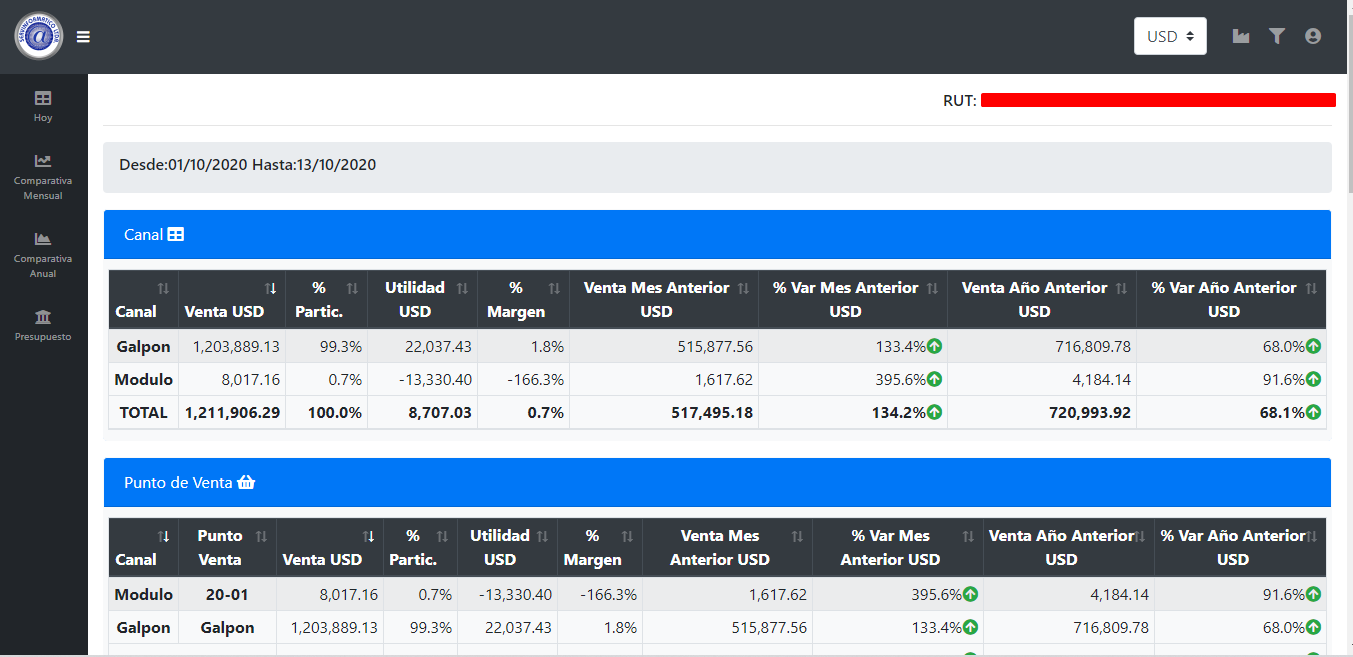 SERVINFORMATICO LTDA
@
USD
RUT:
Hoy
Comparativa
Mensual
Comparativa
Anual
Presupuesto
Desde:01/10/2020 Hasta:13/10/2020
Canal
Canal Venta USD % Partic. Utilidad USD % Margen Venta Mes Anterior USD % Var Mes Anterior USD Venta Año Anterior USD % Var Año Anterior USD
Galpon 1,203,889.13 99.3% 22,037.43 1.8% 515,877.56 133.4% 716,809.78 68.0%
Modulo 8,017.16 0.7% -13,330.40 -166.3% 1,617.62 395.6% 4,184.14 91.6%
TOTAL 1,211,906.29 100.0% 8,707.03 0.7% 517,495.18 134.2% 720,993.92 68.1%
Punto de Venta
Canal Punto Venta Venta USD % Partic. Utilidad USD % Margen Venta Mes Anterior USD % Var Mes Anterior USD Venta Año Anterior USD % Var Año Anterior USD
Modulo 20-01 8,017.16 0.7% -13,330.40 -166.3% 1,617.62 395.6% 4,184.14 91.6%
Galpon Galpon 1,203,889.13 99.3% 22,037.43 1.8% 515,877.56 133.4% 716,809.78 68.0%